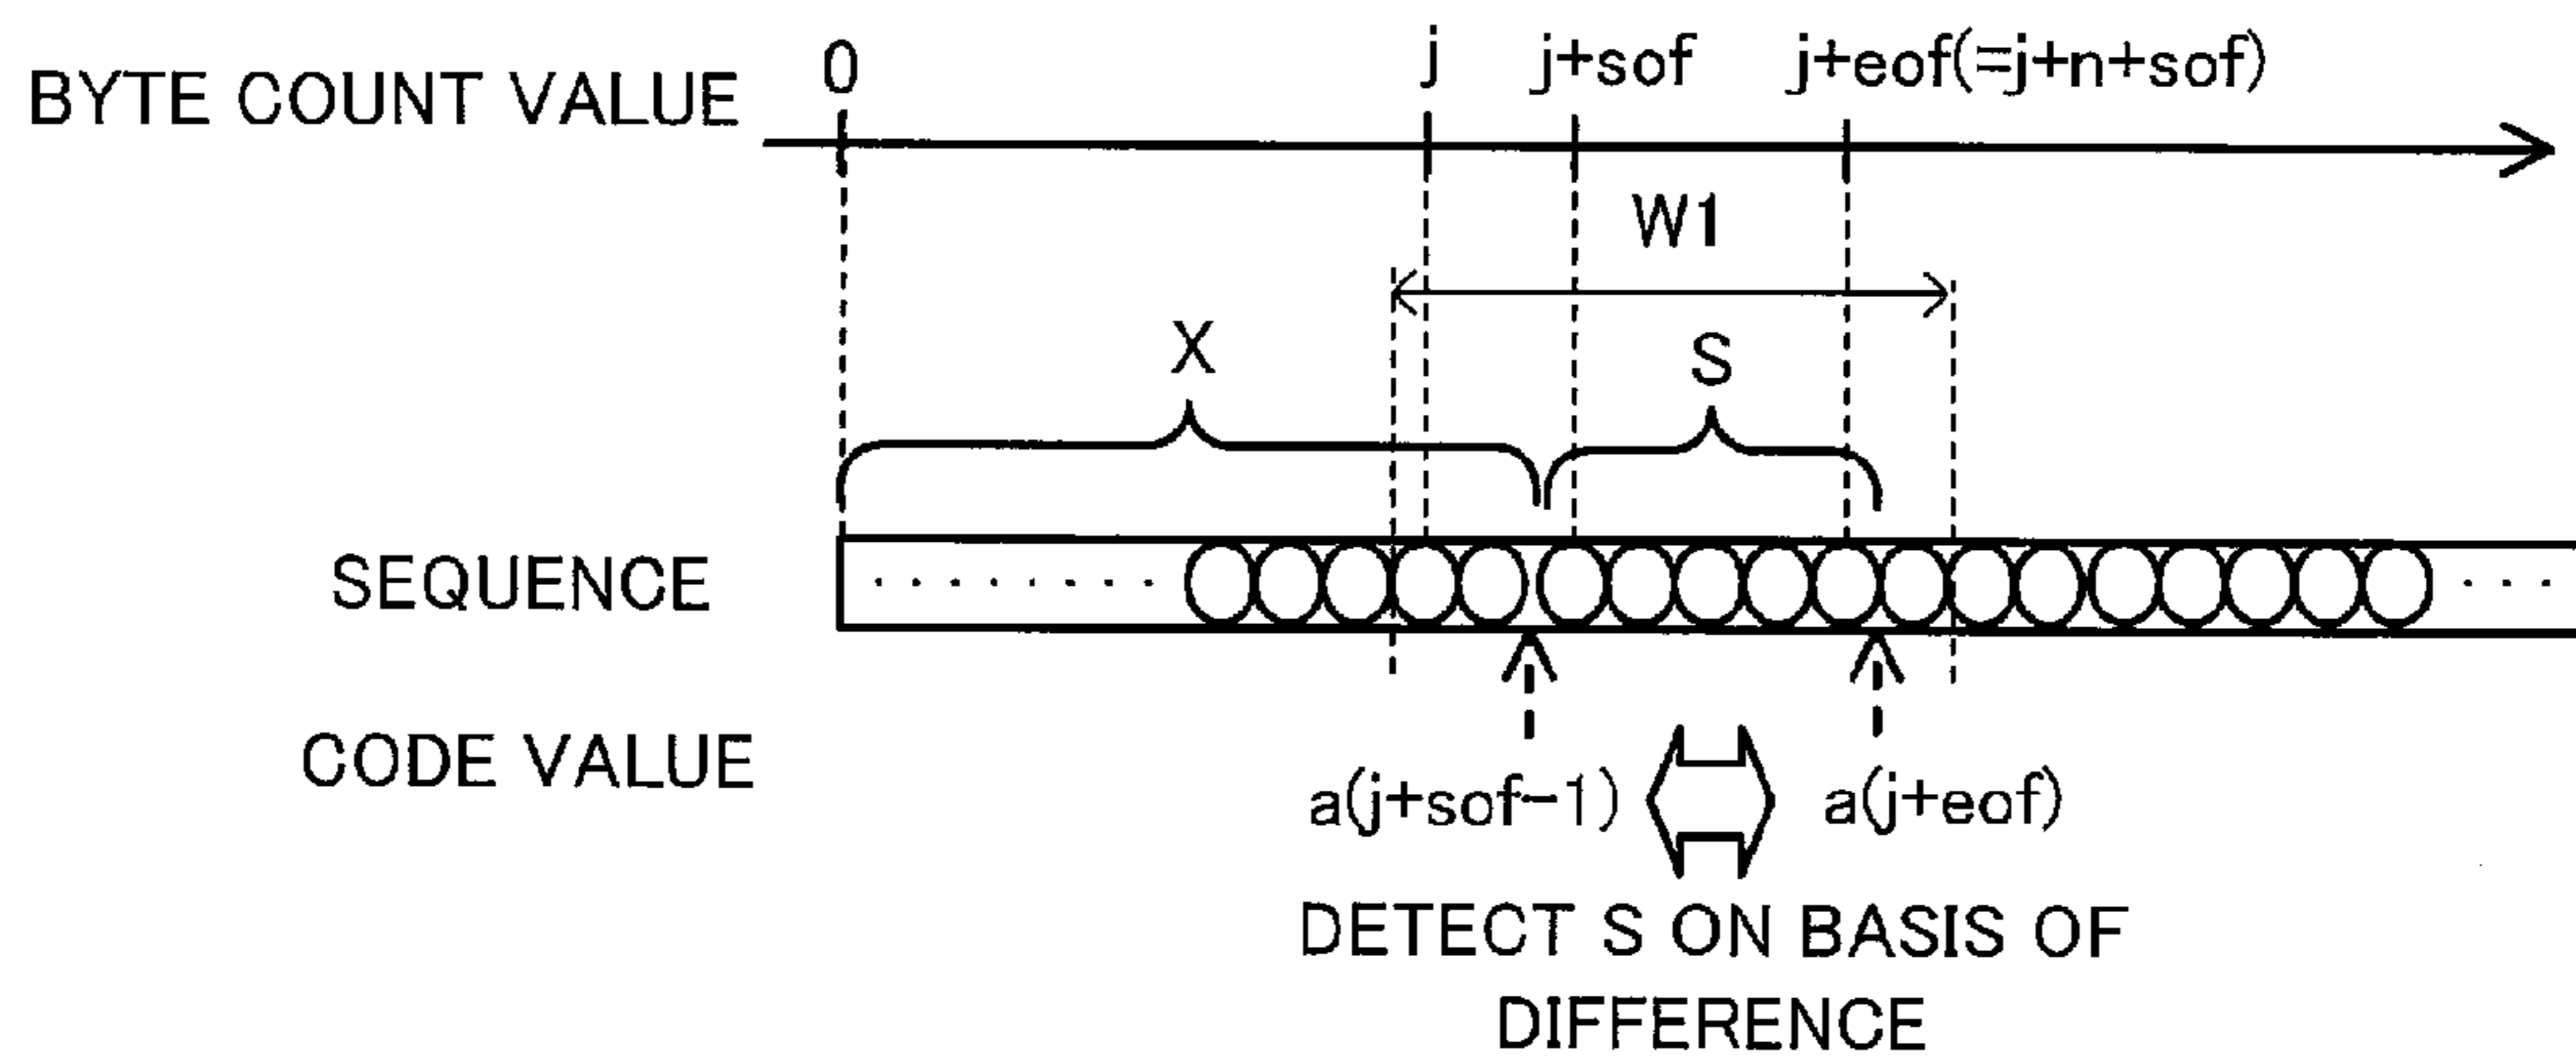 BYTE COUNT VALUE 0 j j+sof j+eof(=j+n+sof)
W1
X S
SEQUENCE ········ ···
CODE VALUE a(j+sof-1) a(j+eof)
DETECT S ON BASIS OF
DIFFERENCE